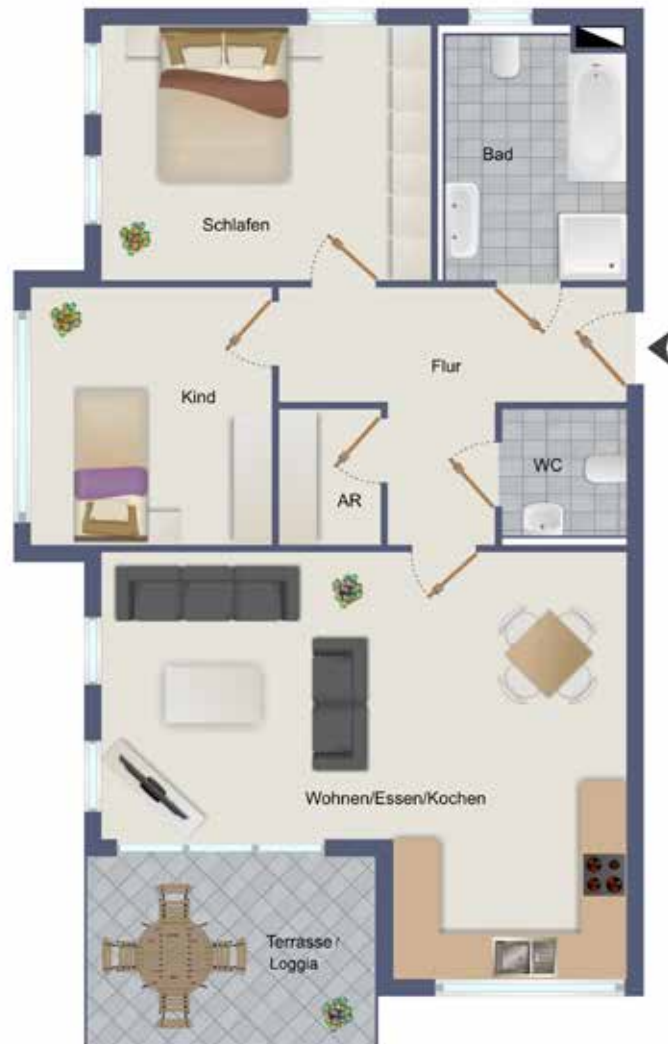 Bad
Schlafen
Flur
Kind
WC
AR
Wohnen/Essen/Kochen
Terrasse /
Loggia